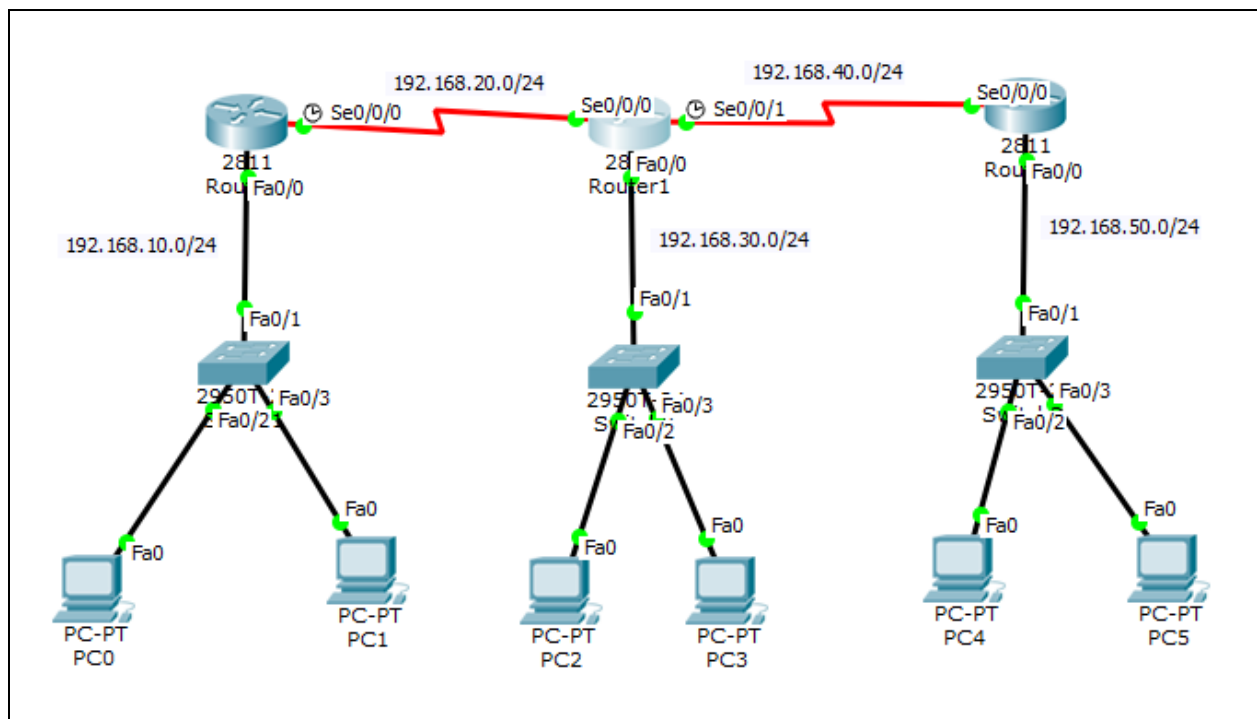 192.168.20.0/24
192.168.40.0/24
Se0/0/0
Se0/0/0
Se0/0/1
Se0/0/0
2811
Fa0/0
28
Fa0/0
Router1
2811
Fa0/0
192.168.10.0/24
192.168.30.0/24
192.168.50.0/24
Fa0/1
Fa0/1
Fa0/1
Fa0/3
Fa0/2
Fa0/3
Fa0/2
Fa0/3
Fa0/2
Fa0
Fa0
Fa0
Fa0
Fa0
Fa0
PC-PT
PC0
PC-PT
PC1
PC-PT
PC2
PC-PT
PC3
PC-PT
PC4
PC-PT
PC5